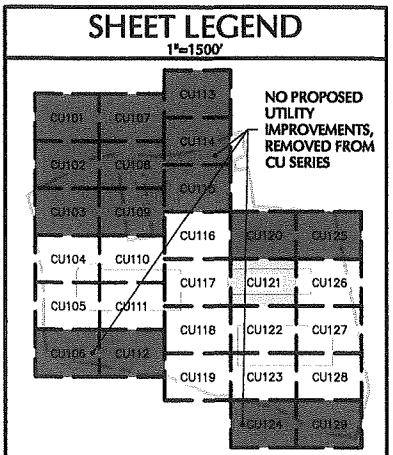 SHEET LEGEND
1"=1500'
CU113
NO PROPOSED
UTILITY
IMPROVEMENTS,
REMOVED FROM
CU SERIES
CU101 CU107
CU114
CU102 CU108
CU115
CU103 CU109
CU116 CU120 CU125
CU104 CU110
CU117 CU121 CU126
CU105 CU111
CU118 CU122 CU127
CU106 CU112
CU119 CU123 CU128
CU124 CU129